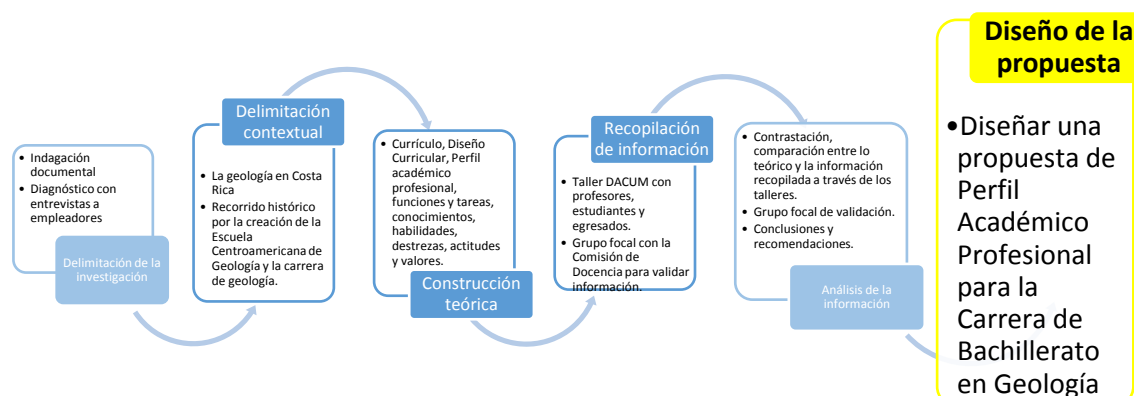 • Indagación
documental
• Diagnóstico con
entrevistas a
empleadores
Delimitación de la
investigación
Delimitación
contextual
• La geología en Costa
Rica
• Recorrido histórico
por la creación de la
Escuela
Centroamericana de
Geología y la carrera
de geología.
• Currículo, Diseño
Curricular, Perfil
académico
profesional,
funciones y tareas,
conocimientos,
habilidades,
destrezas, actitudes
y valores.
Construcción
teórica
Recopilación
de información
• Taller DACUM con
profesores,
estudiantes y
egresados.
• Grupo focal con la
Comisión de
Docencia para validar
información.
• Contrastación,
comparación entre lo
teórico y la información
recopilada a través de los
talleres.
• Grupo focal de validación.
• Conclusiones y
recomendaciones.
Análisis de la
información
Diseño de la
propuesta
•Diseñar una
propuesta de
Perfil
Académico
Profesional
para la
Carrera de
Bachillerato
en Geología